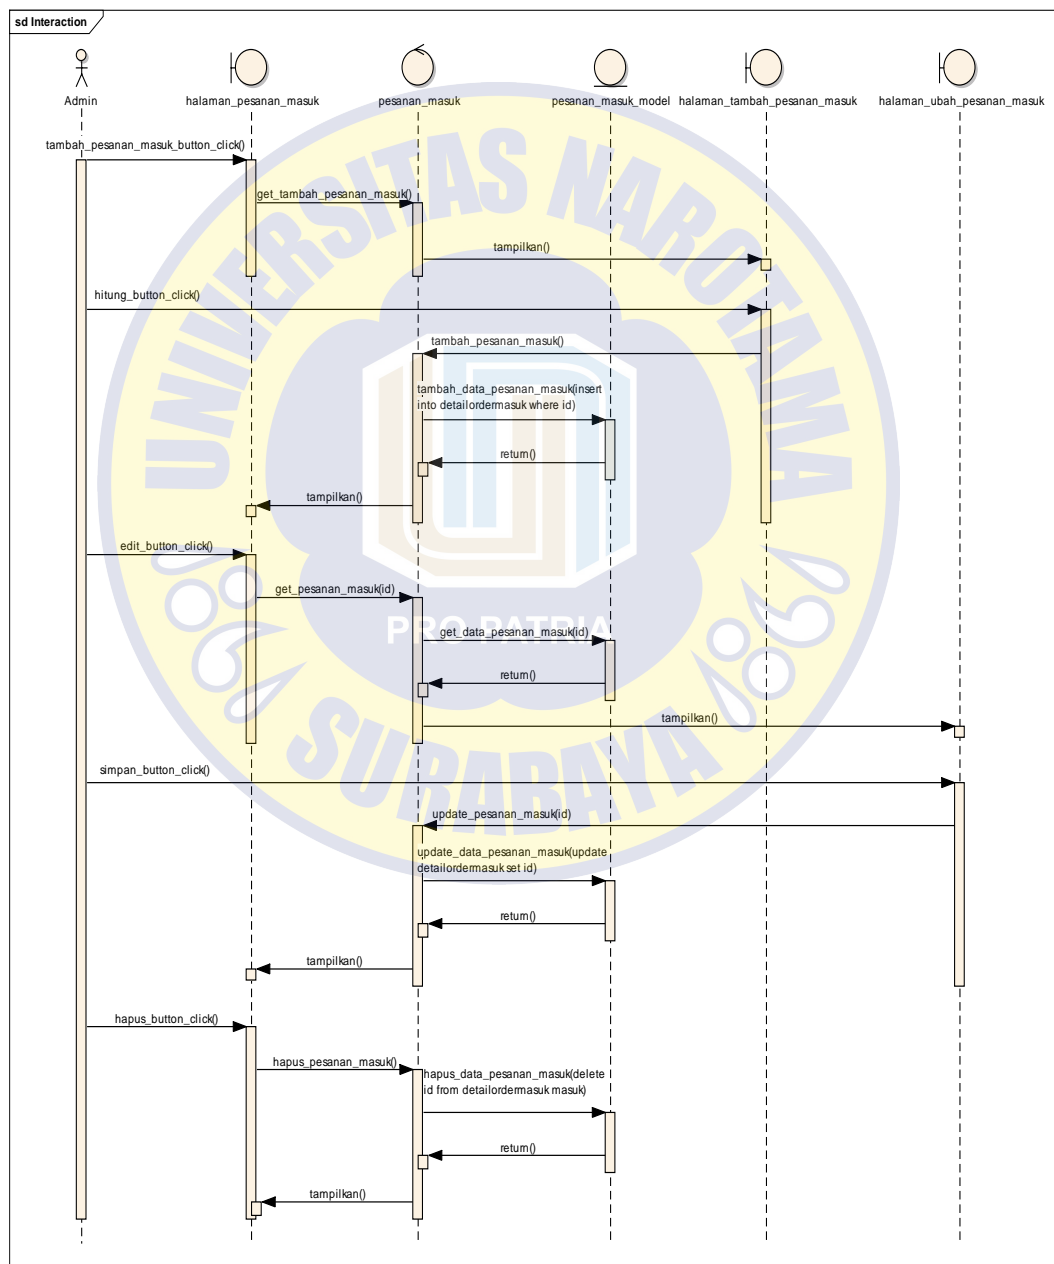 sd Interaction
Admin
halaman_pesanan_masuk
pesanan_masuk
pesanan_masuk_model
halaman_tambah_pesanan_masuk
halaman_ubah_pesanan_masuk
tambah_pesanan_masuk_button_click()
get_tambah_pesanan_masuk()
tampilkan()
hitung_button_click()
tambah_pesanan_masuk()
tambah_data_pesanan_masuk(insert
into detailordermasuk where id)
return()
tampilkan()
edit_button_click()
get_pesanan_masuk(id)
get_data_pesanan_masuk(id)
return()
tampilkan()
simpan_button_click()
update_pesanan_masuk(id)
update_data_pesanan_masuk(update
detailordermasuk set id)
return()
tampilkan()
hapus_button_click()
hapus_pesanan_masuk()
hapus_data_pesanan_masuk(delete
id from detailordermasuk masuk)
return()
tampilkan()
UNIVERSITAS NAROTAMA
PRO PATRIA
SURABAYA